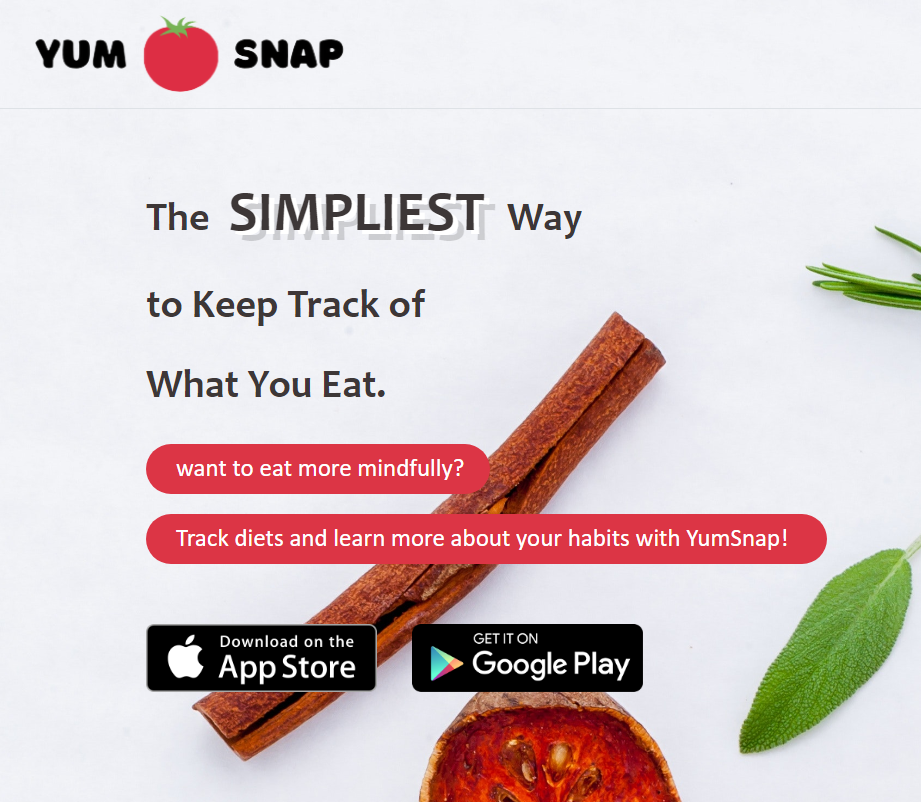 YUM SNAP
The SIMPLIEST Way
to Keep Track of
What You Eat.
want to eat more mindfully?
Track diets and learn more about your habits with YumSnap!
Download on the
App Store
GET IT ON
Google Play